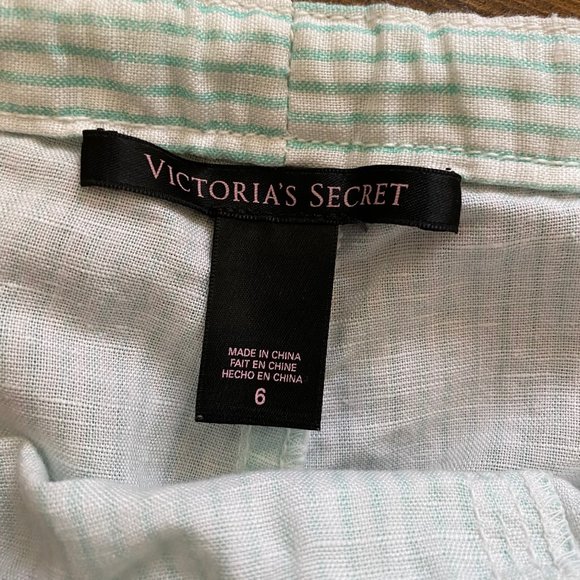 VICTORIA'S SECRET
MADE IN CHINA
FAIT EN CHINE
HECHO EN CHINA
6